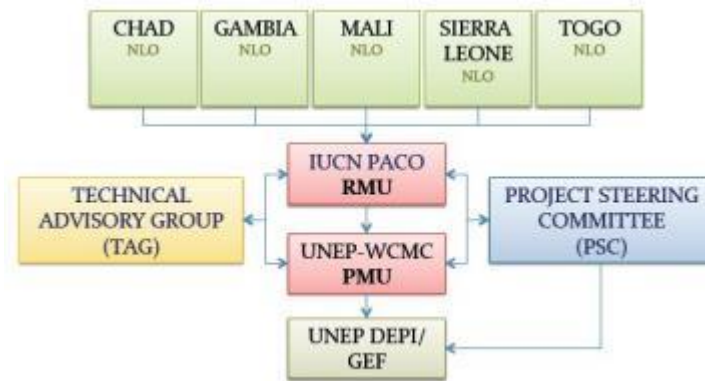 CHAD
NLO
GAMBIA
NLO
MALI
NLO
SIERRA
LEONE
NLO
TOGO
NLO
IUCN PACO
RMU
TECHNICAL
ADVISORY GROUP
(TAG)
PROJECT STEERING
COMMITTEE
(PSC)
UNEP-WCMC
PMU
UNEP DEPI/
GEF